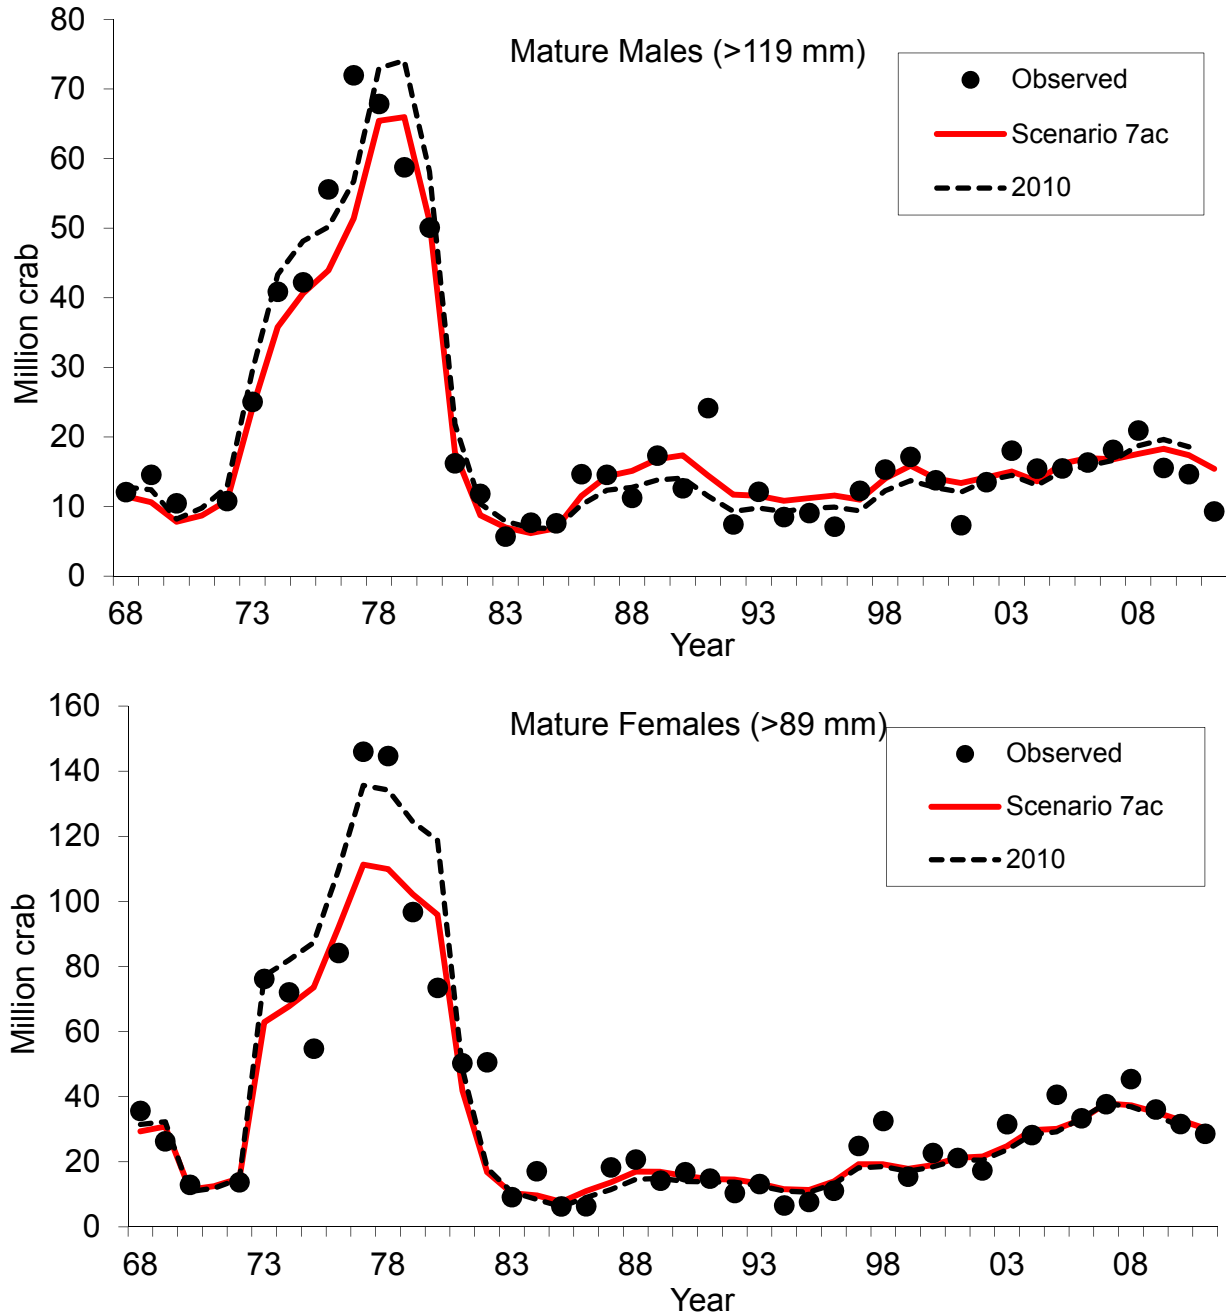 Mature Males (>119 mm)
Observed
Scenario 7ac
2010
80
70
60
50
40
30
20
10
0
Million crab
68 73 78 83 88 93 98 03 08
Year
Mature Females (>89 mm)
Observed
Scenario 7ac
2010
160
140
120
100
80
60
40
20
0
Million crab
68 73 78 83 88 93 98 03 08
Year